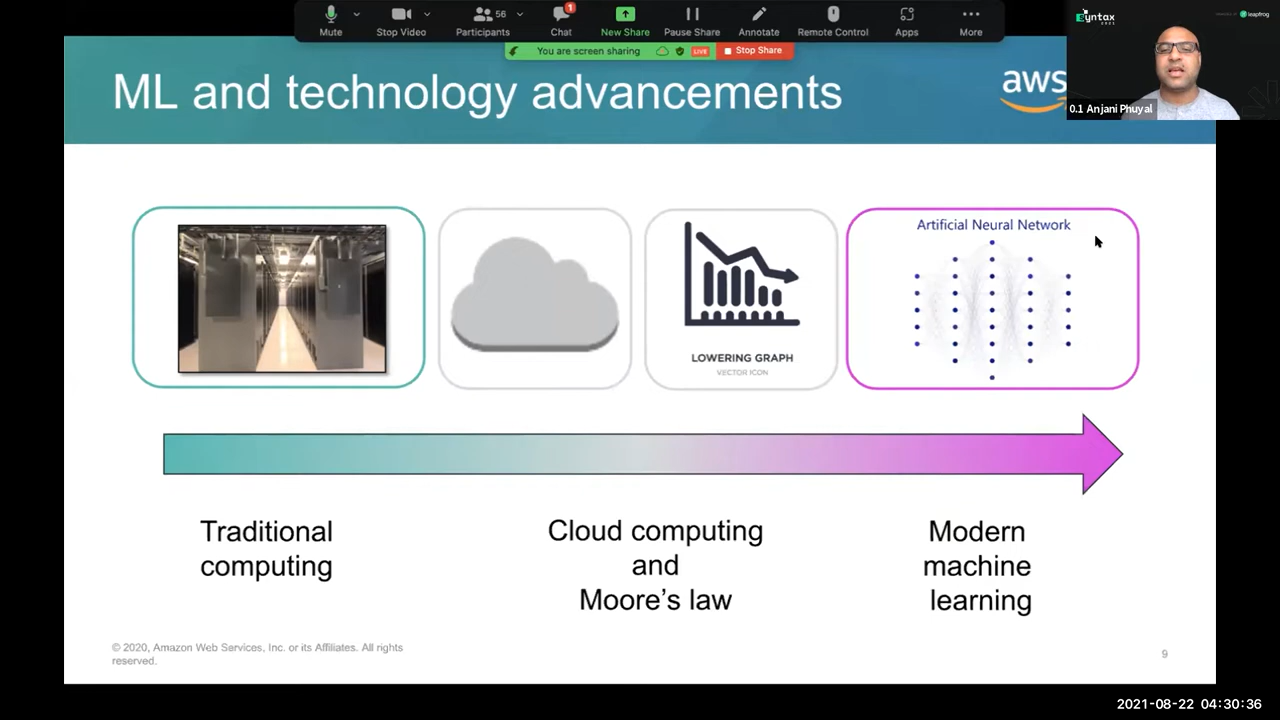 Mute
Stop Video
56
Participants
1
Chat
New Share
Pause Share
Annotate
Remote Control
Apps
More
You are screen sharing
LIVE
Stop Share
Syntax
leapfrog
0.1 Anjani Phuyal
ML and technology advancements
aws
Artificial Neural Network
LOWERING GRAPH
VECTOR ICON
Traditional
computing
Cloud computing
and
Moore's law
Modern
machine
learning
© 2020, Amazon Web Services, Inc. or its Affiliates. All rights
reserved.
9
2021-08-22 04:30:36